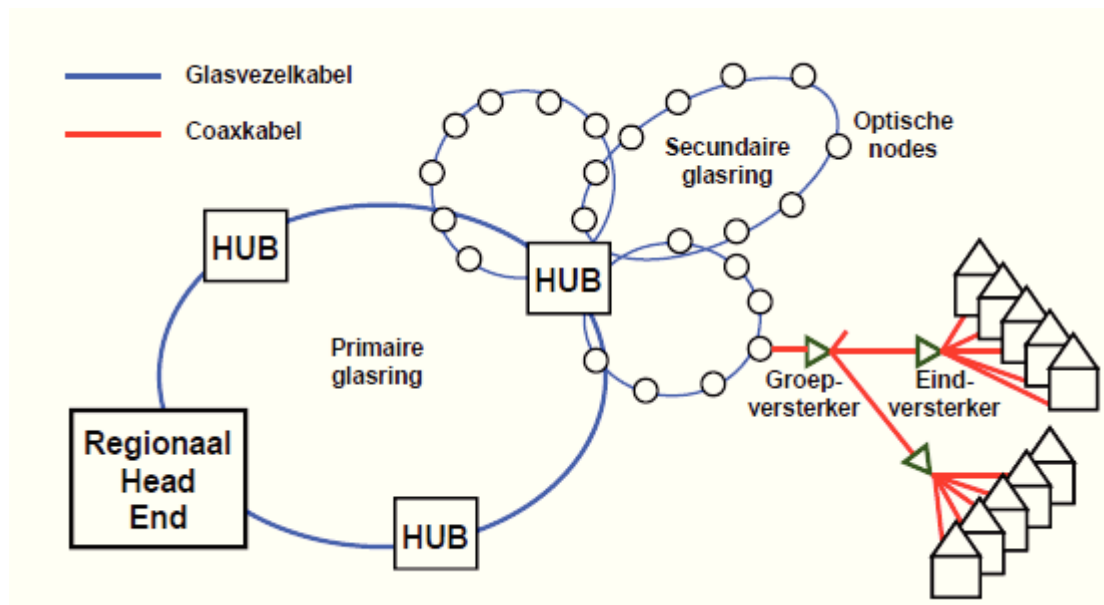 Glasvezelkabel
Coaxkabel
Secundaire
glasring
Optische
nodes
HUB
HUB
Primaire
glasring
Groep-
versterker
Eind-
versterker
Regionaal
Head
End
HUB